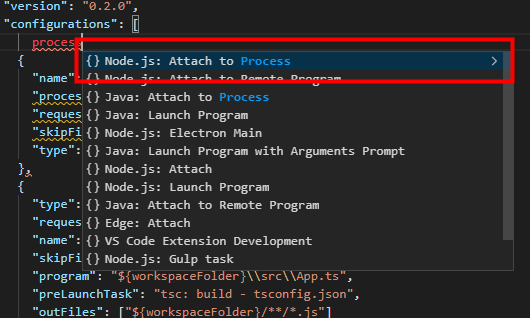 "version": "0.2.0",
"configurations": [
process
{} Node.js: Attach to Process
{
{} Node.js: Attach to Remote Program
"name":
{} Java: Attach to Process
"proces
{} Java: Launch Program
"reques
{} Node.js: Electron Main
"skipFi
{} Java: Launch Program with Arguments Prompt
"type":
{} Node.js: Attach
},
{} Node.js: Launch Program
{
{} Java: Attach to Remote Program
"type":
{} Edge: Attach
"reques
{} VS Code Extension Development
"name":
{} Node.js: Gulp task
"skipFi
"program": "${workspaceFolder}\\src\\App.ts",
"preLaunchTask": "tsc: build - tsconfig.json",
"outFiles": ["${workspaceFolder}/**/*.js"]